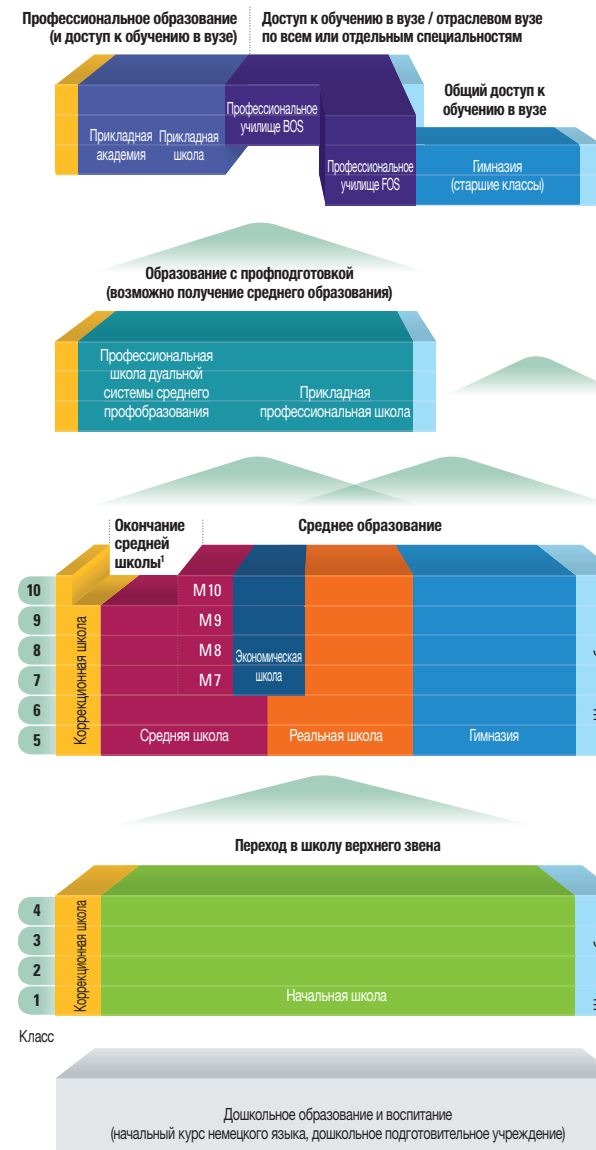 Профессиональное образование
(и доступ к обучению в вузе)
Доступ к обучению в вузе / отраслевом вузе
по всем или отдельным специальностям
Общий доступ к
обучению в вузе
Прикладная
академия
Прикладная
школа
Профессиональное
училище BOS
Профессиональное
училище FOS
Гимназия
(старшие классы)
Образование с профподготовкой
(возможно получение среднего образования)
Профессиональная
школа дуальной
системы среднего
профобразования
Прикладная
профессиональная школа
Окончание
средней
школы¹
Среднее образование
10
9
8
7
6
5
Коррекционная школа
M10
M9
M8
M7
Экономическая
школа
Средняя школа
Реальная школа
Гимназия
Переход в школу верхнего звена
4
3
2
1
Коррекционная школа
Начальная школа
Класс
Дошкольное образование и воспитание
(начальный курс немецкого языка, дошкольное подготовительное учреждение)